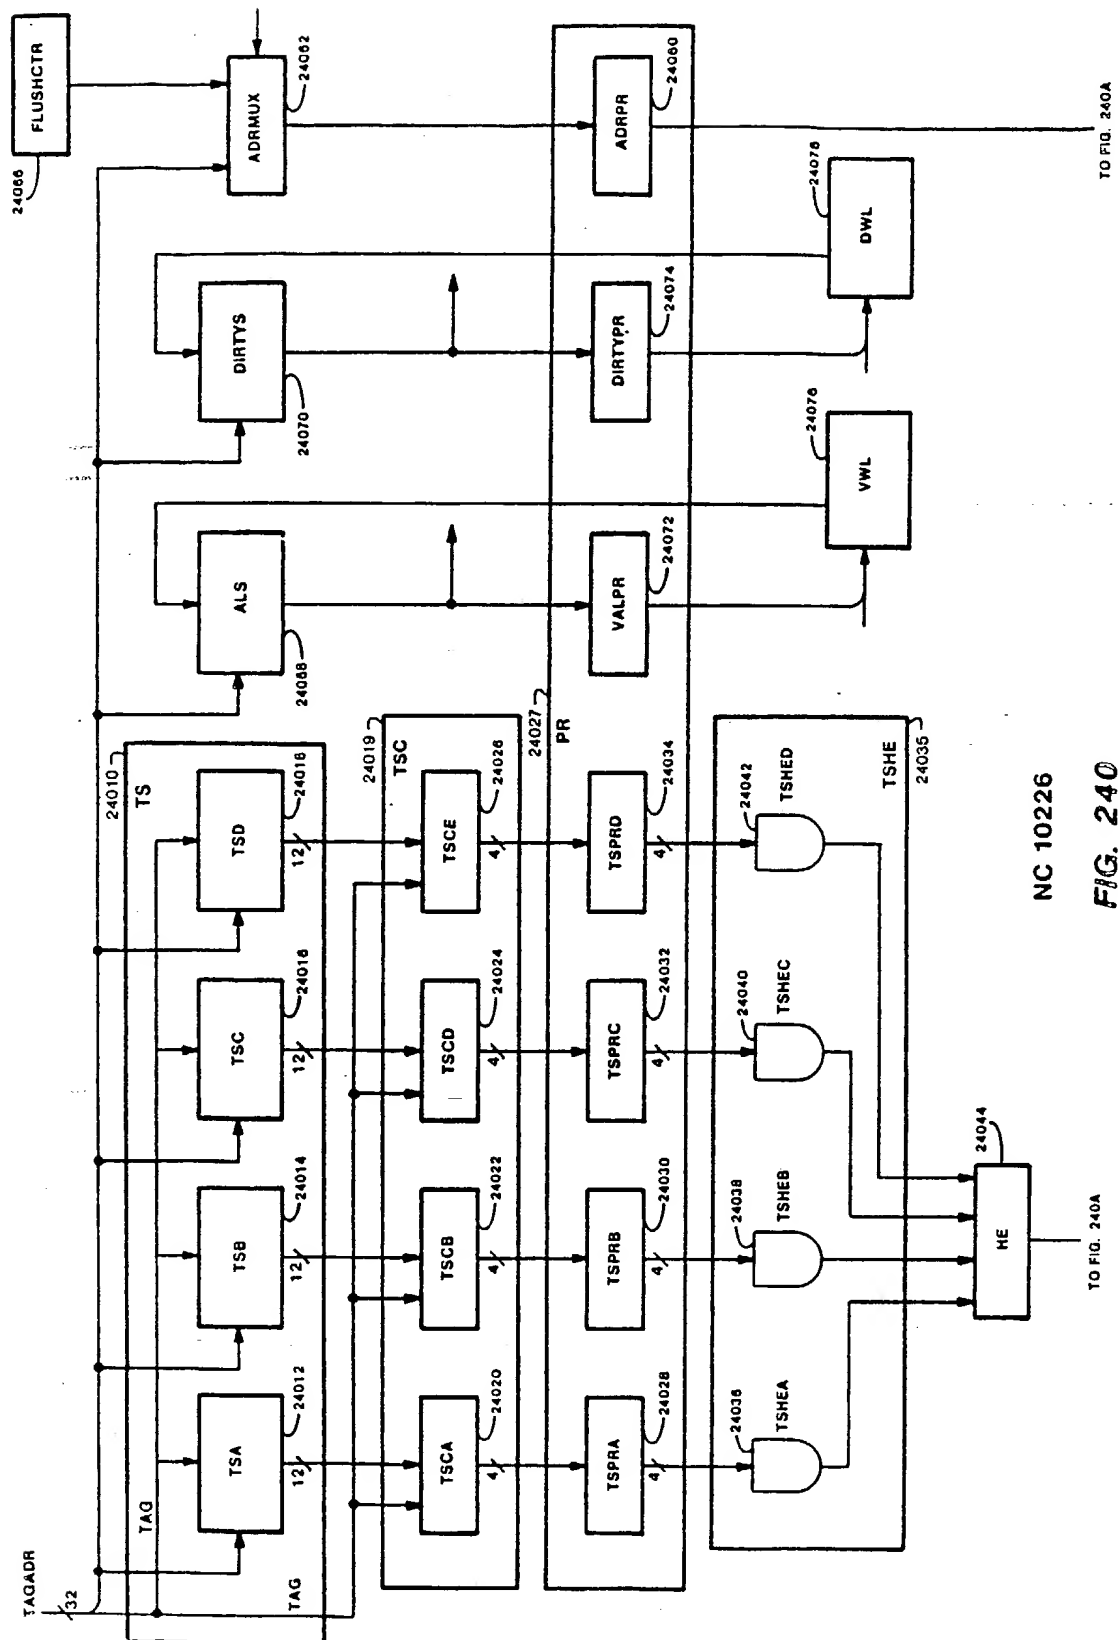 TAGADR
32
TAG
TAG
24010
TS
TSA
24012
12
TSB
24014
12
TSC
24016
12
TSD
24016
12
ALS
24068
DIRTYS
24070
FLUSHCTR
24066
ADRMUX
24062
24019
TSC
TSCA
24020
4
TSCB
24022
4
TSCD
24024
4
TSCE
24026
4
24027
PR
TSPRA
24028
4
TSPRB
24030
4
TSPRC
24032
4
TSPRD
24034
4
VALPR
24072
DIRTYPR
24074
ADRPR
24060
24036
TSHEA
24038
TSHEB
24040
TSHEC
24042
TSHED
TSHE
24035
VWL
24076
DWL
24078
HE
24044
TO FIG. 240A
TO FIG. 240A
NC 10226
FIG. 240